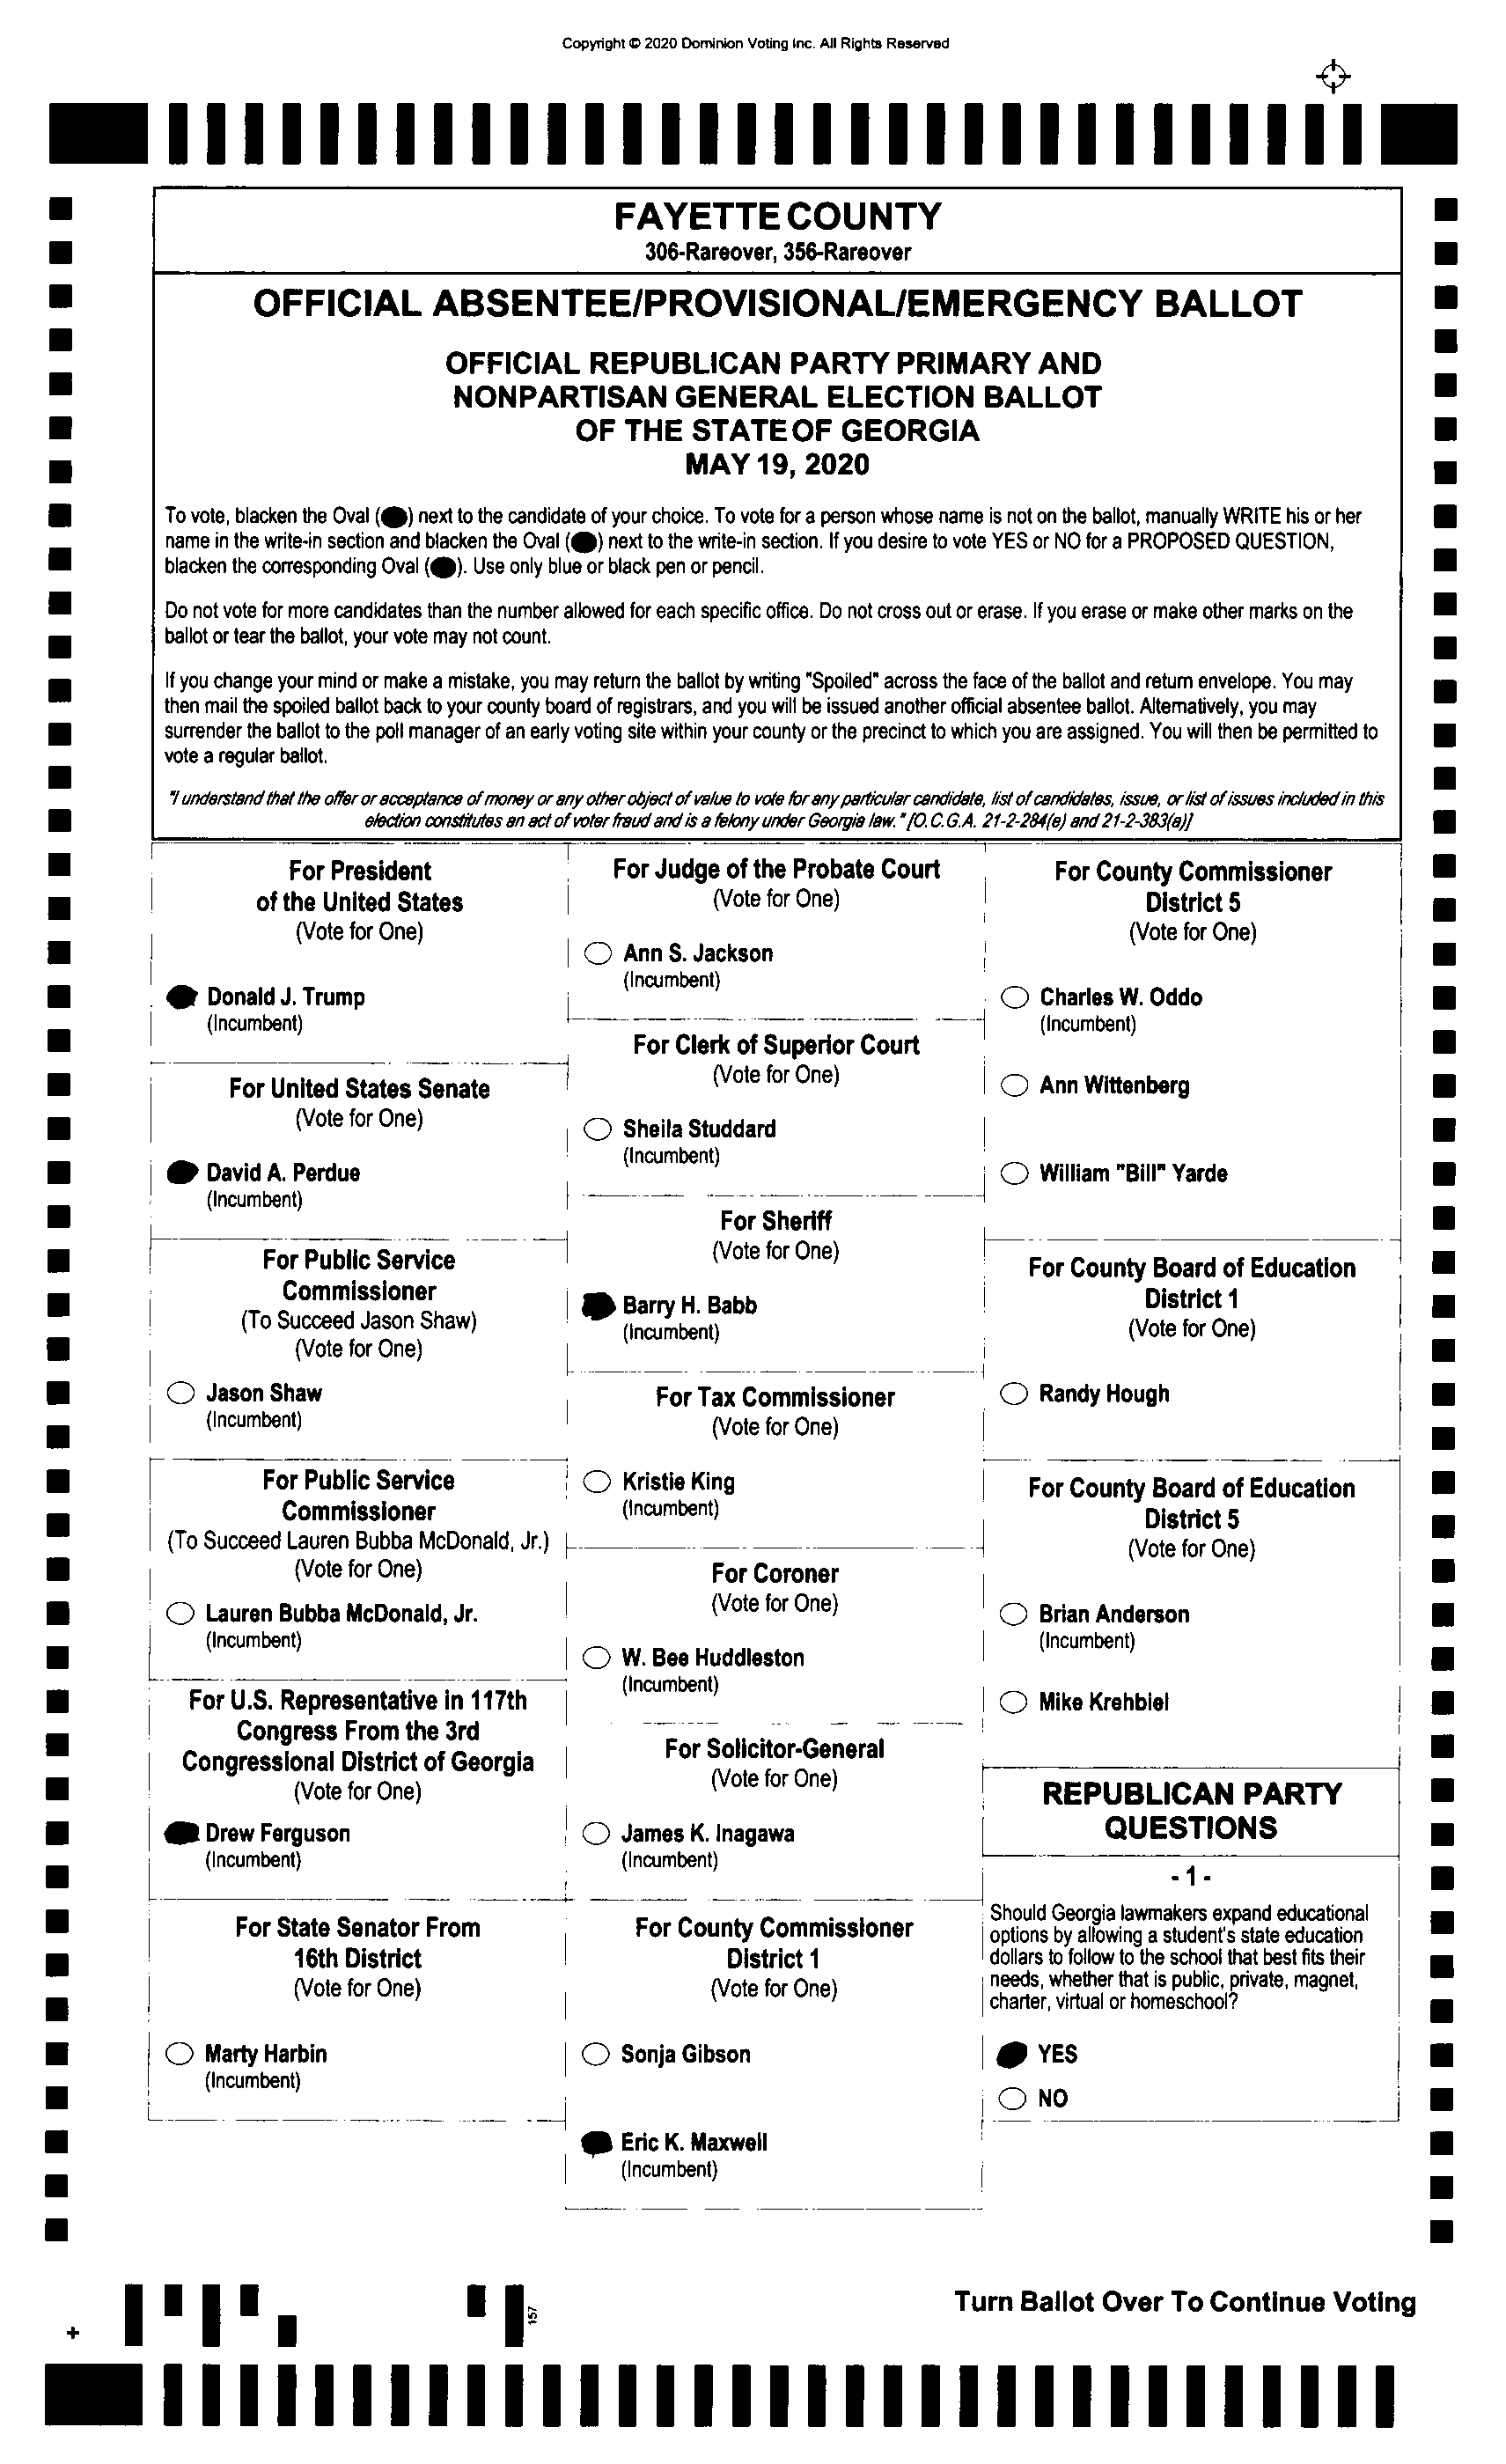 Copyright © 2020 Dominion Voting Inc. All Rights Reserved
FAYETTE COUNTY
306-Rareover, 356-Rareover
OFFICIAL ABSENTEE/PROVISIONAL/EMERGENCY BALLOT
OFFICIAL REPUBLICAN PARTY PRIMARY AND
NONPARTISAN GENERAL ELECTION BALLOT
OF THE STATE OF GEORGIA
MAY 19, 2020
To vote, blacken the Oval ( ) next to the candidate of your choice. To vote for a person whose name is not on the ballot, manually WRITE his or her
name in the write-in section and blacken the Oval ( ) next to the write-in section. If you desire to vote YES or NO for a PROPOSED QUESTION,
blacken the corresponding Oval ( ). Use only blue or black pen or pencil.
Do not vote for more candidates than the number allowed for each specific office. Do not cross out or erase. If you erase or make other marks on the
ballot or tear the ballot, your vote may not count.
If you change your mind or make a mistake, you may return the ballot by writing "Spoiled" across the face of the ballot and return envelope. You may
then mail the spoiled ballot back to your county board of registrars, and you will be issued another official absentee ballot. Alternatively, you may
surrender the ballot to the poll manager of an early voting site within your county or the precinct to which you are assigned. You will then be permitted to
vote a regular ballot.
"I understand that the offer or acceptance of money or any other object of value to vote for any particular candidate, list of candidates, issue, or list of issues included in this
election constitutes an act of voter fraud and is a felony under Georgia law." [O.C.G.A. 21-2-284(e) and 21-2-383(a)]
For President
of the United States
(Vote for One)
Donald J. Trump
(Incumbent)
For United States Senate
(Vote for One)
David A. Perdue
(Incumbent)
For Public Service
Commissioner
(To Succeed Jason Shaw)
(Vote for One)
Jason Shaw
(Incumbent)
For Public Service
Commissioner
(To Succeed Lauren Bubba McDonald, Jr.)
(Vote for One)
Lauren Bubba McDonald, Jr.
(Incumbent)
For U.S. Representative in 117th
Congress From the 3rd
Congressional District of Georgia
(Vote for One)
Drew Ferguson
(Incumbent)
For State Senator From
16th District
(Vote for One)
Marty Harbin
(Incumbent)
For Judge of the Probate Court
(Vote for One)
Ann S. Jackson
(Incumbent)
For Clerk of Superior Court
(Vote for One)
Sheila Studdard
(Incumbent)
For Sheriff
(Vote for One)
Barry H. Babb
(Incumbent)
For Tax Commissioner
(Vote for One)
Kristie King
(Incumbent)
For Coroner
(Vote for One)
W. Bee Huddleston
(Incumbent)
For Solicitor-General
(Vote for One)
James K. Inagawa
(Incumbent)
For County Commissioner
District 1
(Vote for One)
Sonja Gibson
Eric K. Maxwell
(Incumbent)
For County Commissioner
District 5
(Vote for One)
Charles W. Oddo
(Incumbent)
Ann Wittenberg
William "Bill" Yarde
For County Board of Education
District 1
(Vote for One)
Randy Hough
For County Board of Education
District 5
(Vote for One)
Brian Anderson
(Incumbent)
Mike Krehbiel
REPUBLICAN PARTY
QUESTIONS
- 1 -
Should Georgia lawmakers expand educational
options by allowing a student's state education
dollars to follow to the school that best fits their
needs, whether that is public, private, magnet,
charter, virtual or homeschool?
YES
NO
157
Turn Ballot Over To Continue Voting